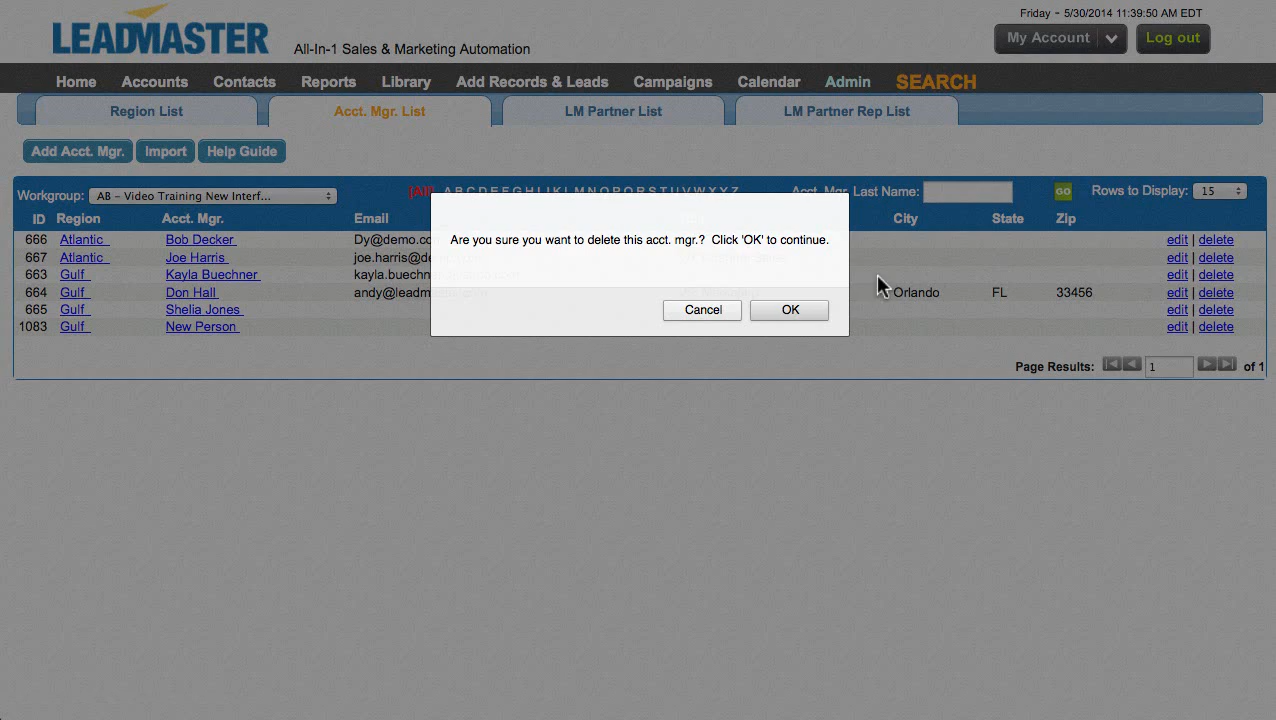 Friday - 5/30/2014 11:39:50 AM EDT
LEADMASTER
All-In-1 Sales & Marketing Automation
My Account
Log out
Home Accounts Contacts Reports Library Add Records & Leads Campaigns Calendar Admin SEARCH
Region List Acct. Mgr. List LM Partner List LM Partner Rep List
Add Acct. Mgr. Import Help Guide
Workgroup: AB - Video Training New Interf... [All] A B C D E F G H I J K L M N O P Q R S T U V W X Y Z Acct. Mgr. Last Name: GO Rows to Display: 15
ID Region Acct. Mgr. Email City State Zip
666 Atlantic Bob Decker edit | delete
667 Atlantic Joe Harris edit | delete
663 Gulf Kayla Buechner edit | delete
664 Gulf Don Hall Orlando FL 33456 edit | delete
665 Gulf Shelia Jones edit | delete
1083 Gulf New Person edit | delete
Page Results: 1 of 1
Are you sure you want to delete this acct. mgr.? Click 'OK' to continue.
Cancel OK